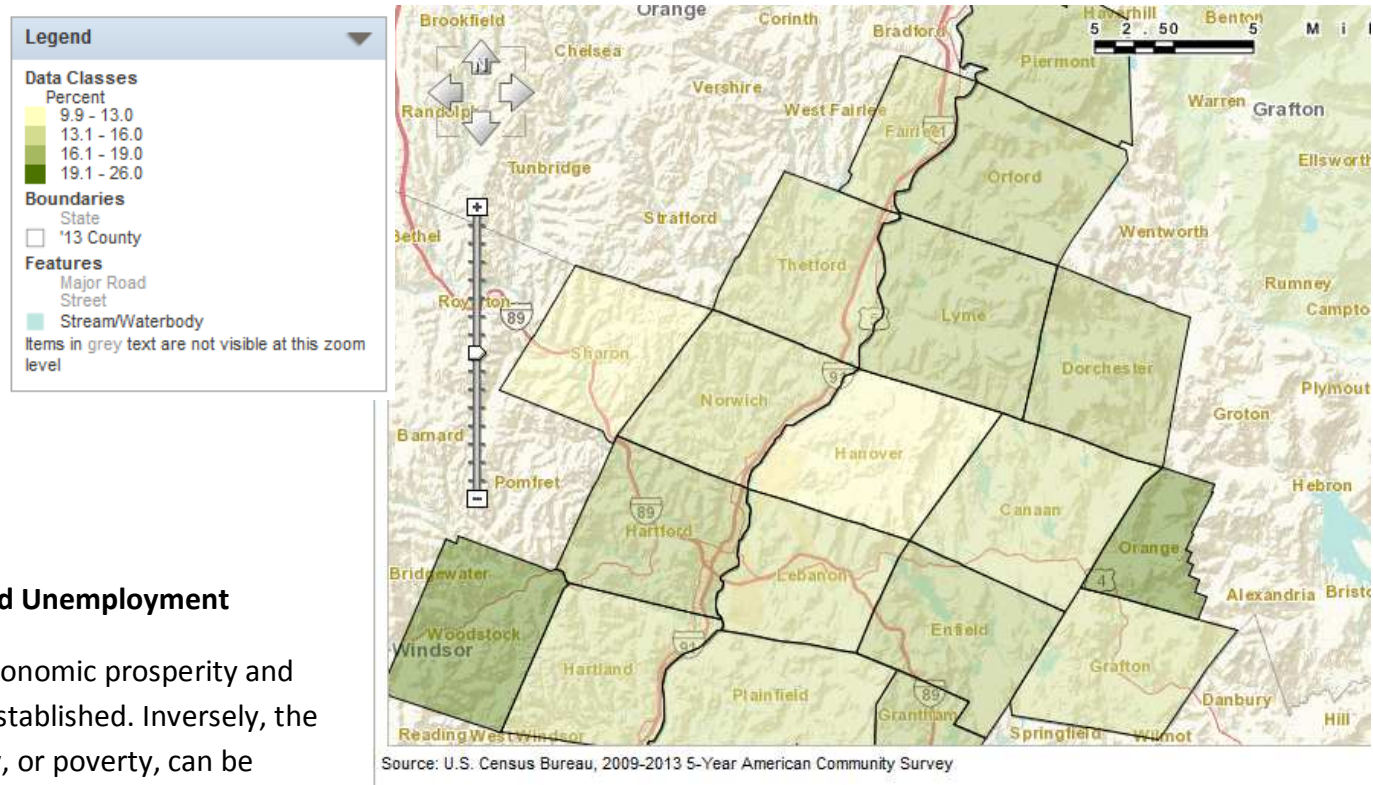 Legend
Data Classes
Percent
9.9 - 13.0
13.1 - 16.0
16.1 - 19.0
19.1 - 26.0
Boundaries
State
'13 County
Features
Major Road
Street
Stream/Waterbody
Items in grey text are not visible at this zoom
level
d Unemployment
onomic prosperity and
stablished. Inversely, the
, or poverty, can be
Brookfield
Orange
Corinth
Bradford
Haverhill
Benton
5 2.50 5 M i
Chelsea
N
Piermont
Vershire
Warren
Grafton
Randolph
West Fairlee
Fairlee
Tunbridge
Orford
Ellsworth
Strafford
Bethel
Wentworth
Thetford
Rumney
Royalton
89
Lyme
Campto
Sharon
91
Dorchester
Plymout
Norwich
Groton
Barnard
Hanover
Pomfret
Hebron
89
Canaan
Hartford
Orange
Bridgewater
Lebanon
4
Alexandria
Bristo
Woodstock
Enfield
Windsor
91
Hartland
Grafton
Plainfield
89
Danbury
Grantham
Hill
Reading
West Windsor
Springfield
Wilmot
Source: U.S. Census Bureau, 2009-2013 5-Year American Community Survey